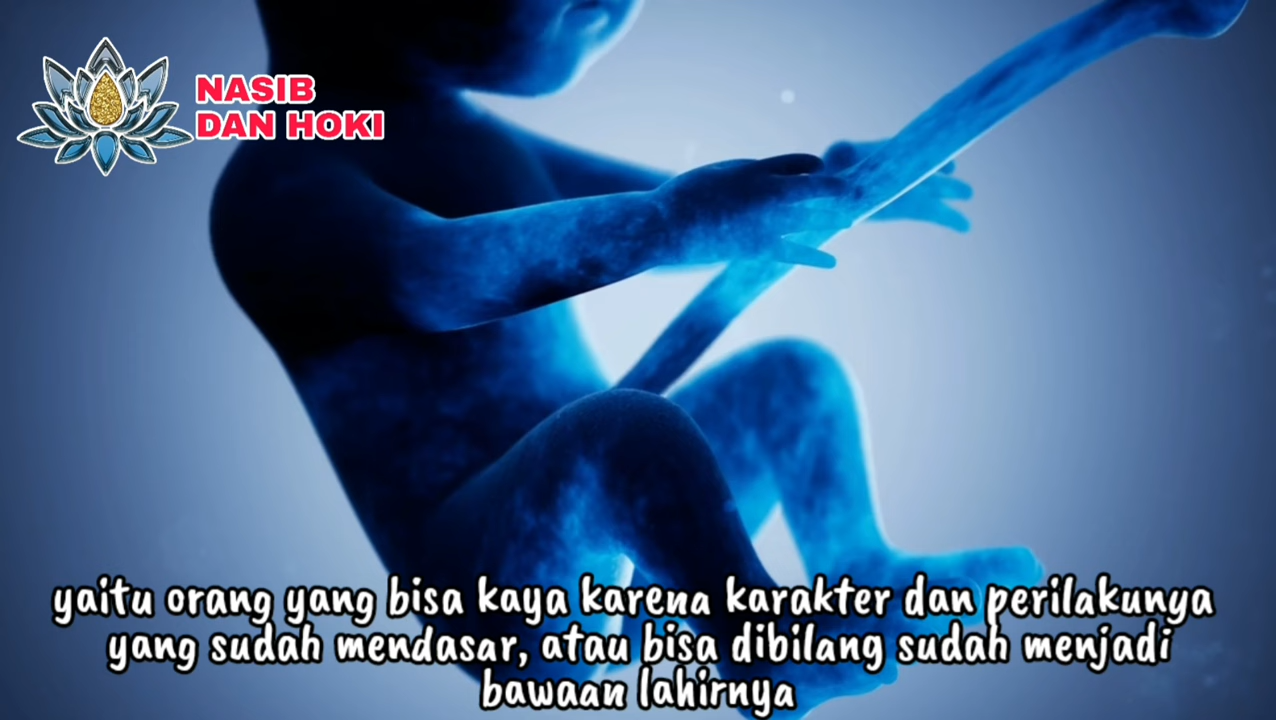 NASIB
DAN HOKI
yaitu orang yang bisa kaya karena karakter dan perilakunya
yang sudah mendasar, atau bisa dibilang sudah menjadi
bawaan lahirnya